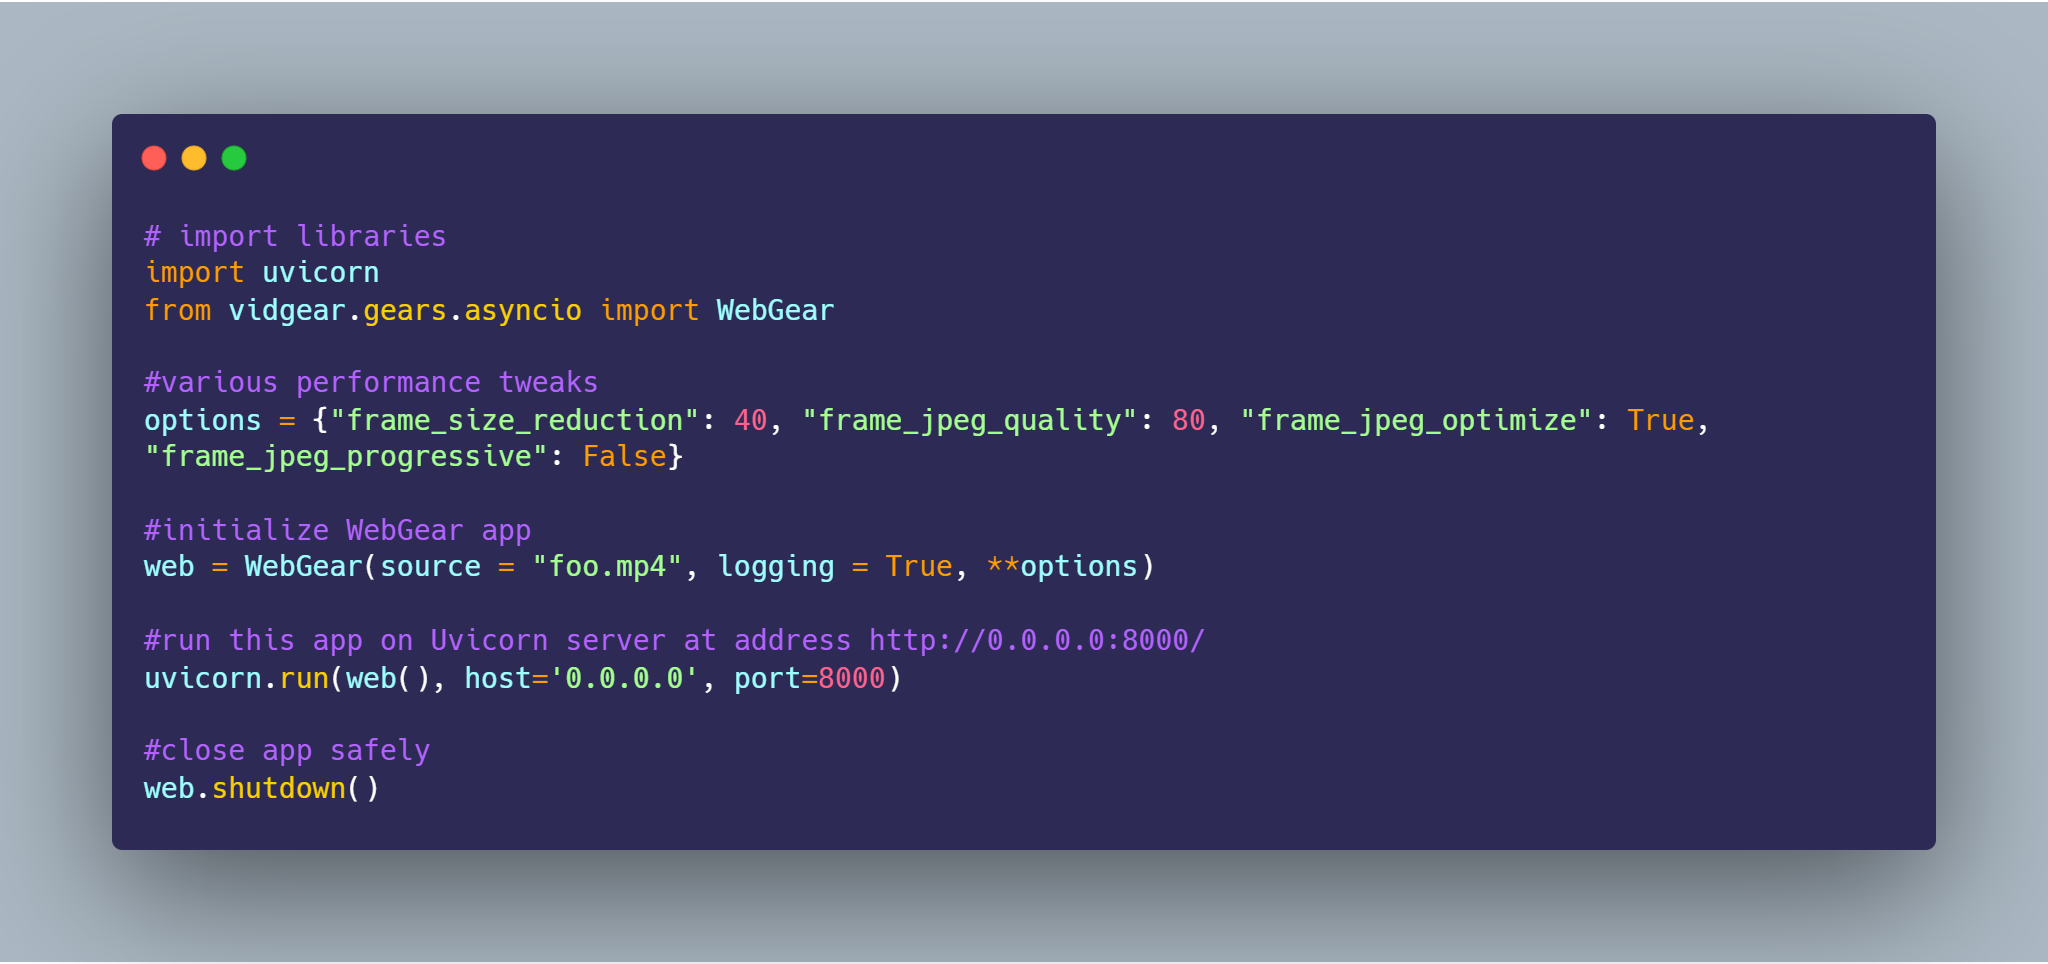 # import libraries
import uvicorn
from vidgear.gears.asyncio import WebGear
#various performance tweaks
options = {"frame_size_reduction": 40, "frame_jpeg_quality": 80, "frame_jpeg_optimize": True,
"frame_jpeg_progressive": False}
#initialize WebGear app
web = WebGear(source = "foo.mp4", logging = True, **options)
#run this app on Uvicorn server at address http://0.0.0.0:8000/
uvicorn.run(web(), host='0.0.0.0', port=8000)
#close app safely
web.shutdown()